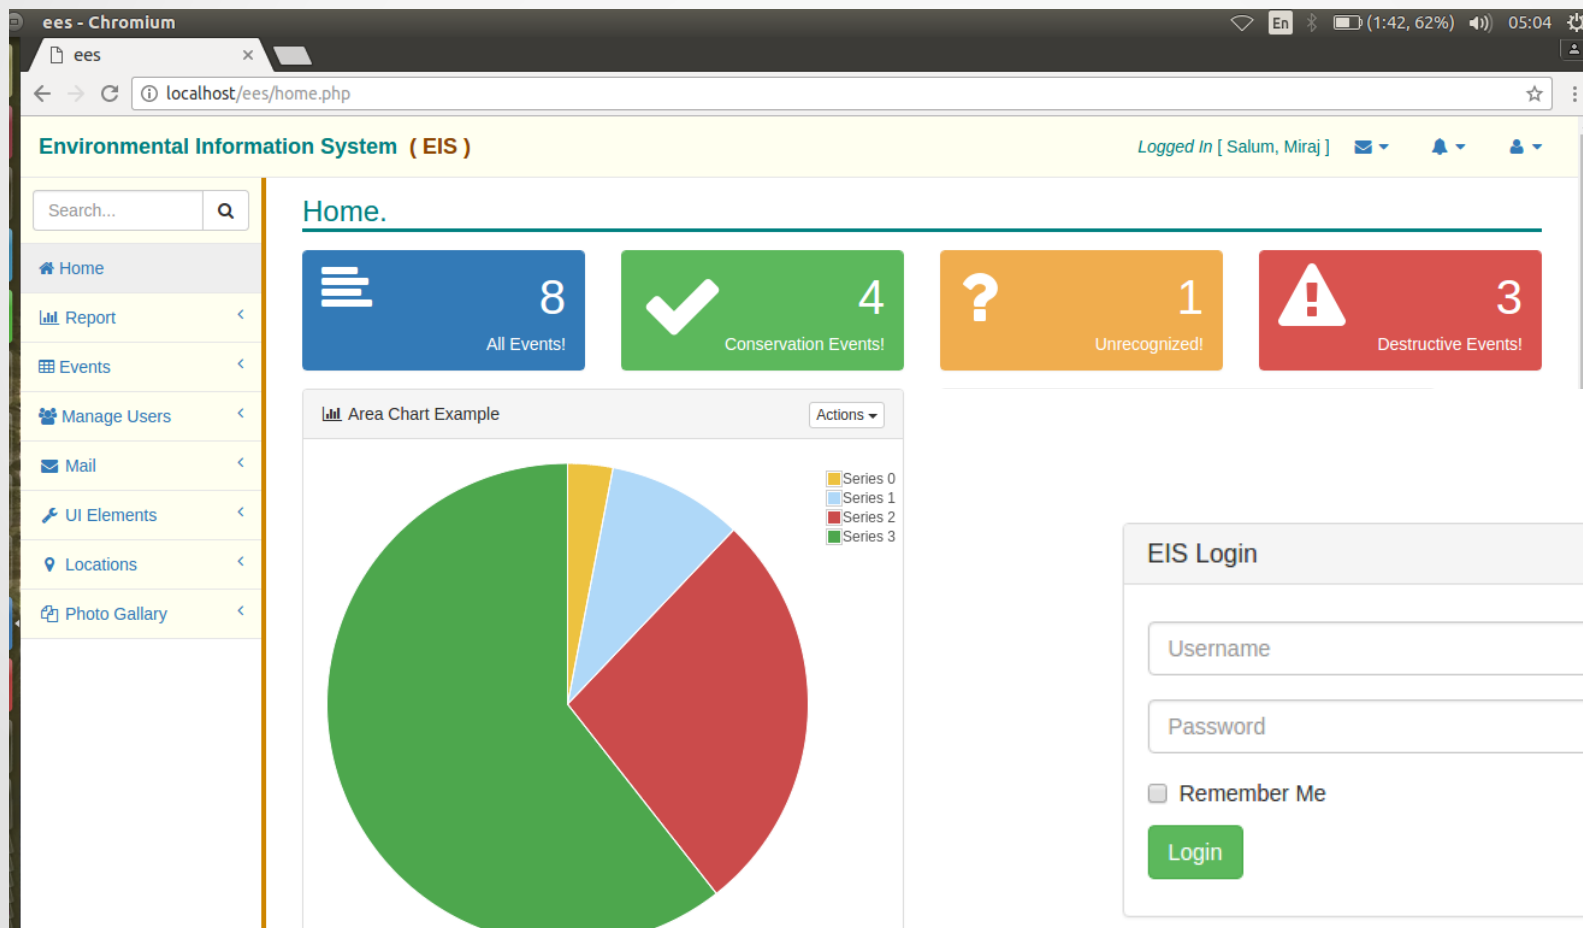 ees - Chromium
En (1:42, 62%) 05:04
ees
localhost/ees/home.php
Environmental Information System ( EIS )
Logged In [ Salum, Miraj ]
Search...
Home
Report
Events
Manage Users
Mail
UI Elements
Locations
Photo Gallary
Home.
8
All Events!
4
Conservation Events!
1
Unrecognized!
3
Destructive Events!
Area Chart Example
Actions
Series 0
Series 1
Series 2
Series 3
EIS Login
Username
Password
Remember Me
Login